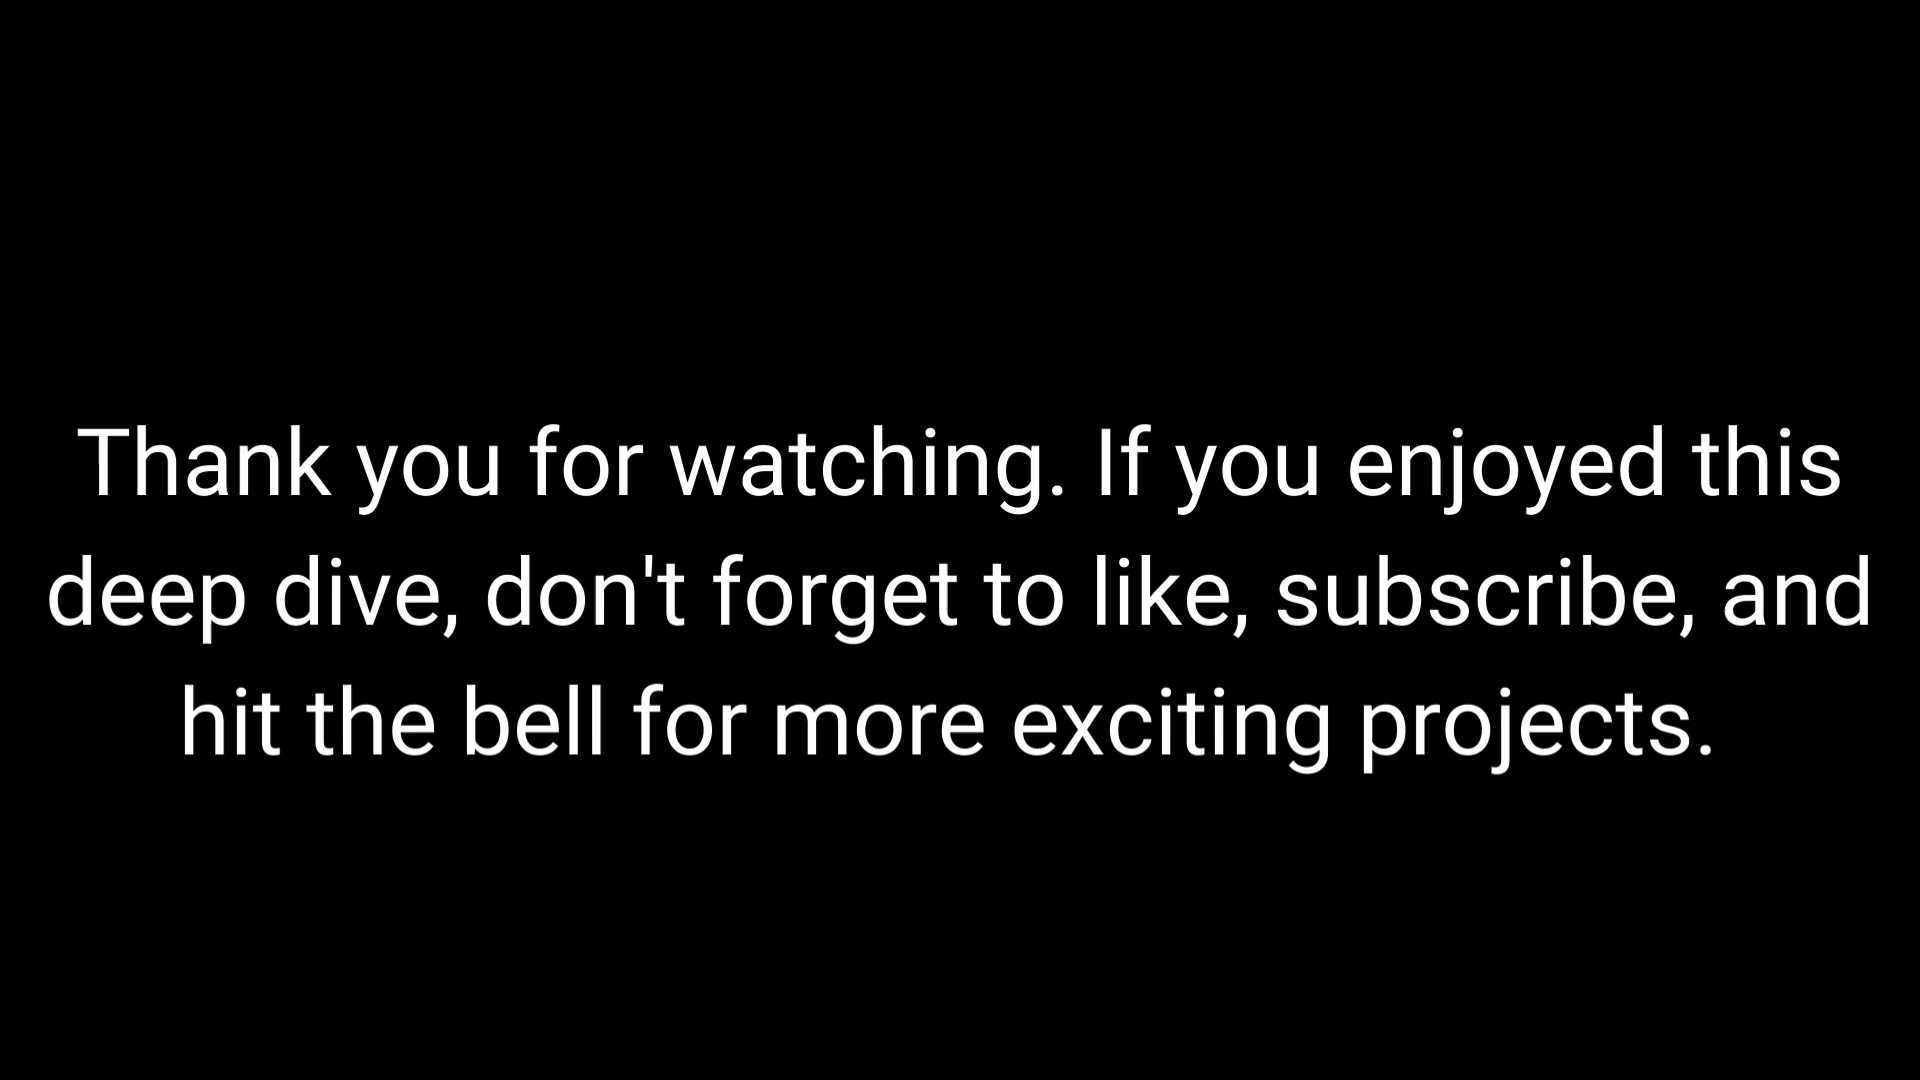 Thank you for watching. If you enjoyed this
deep dive, don't forget to like, subscribe, and
hit the bell for more exciting projects.